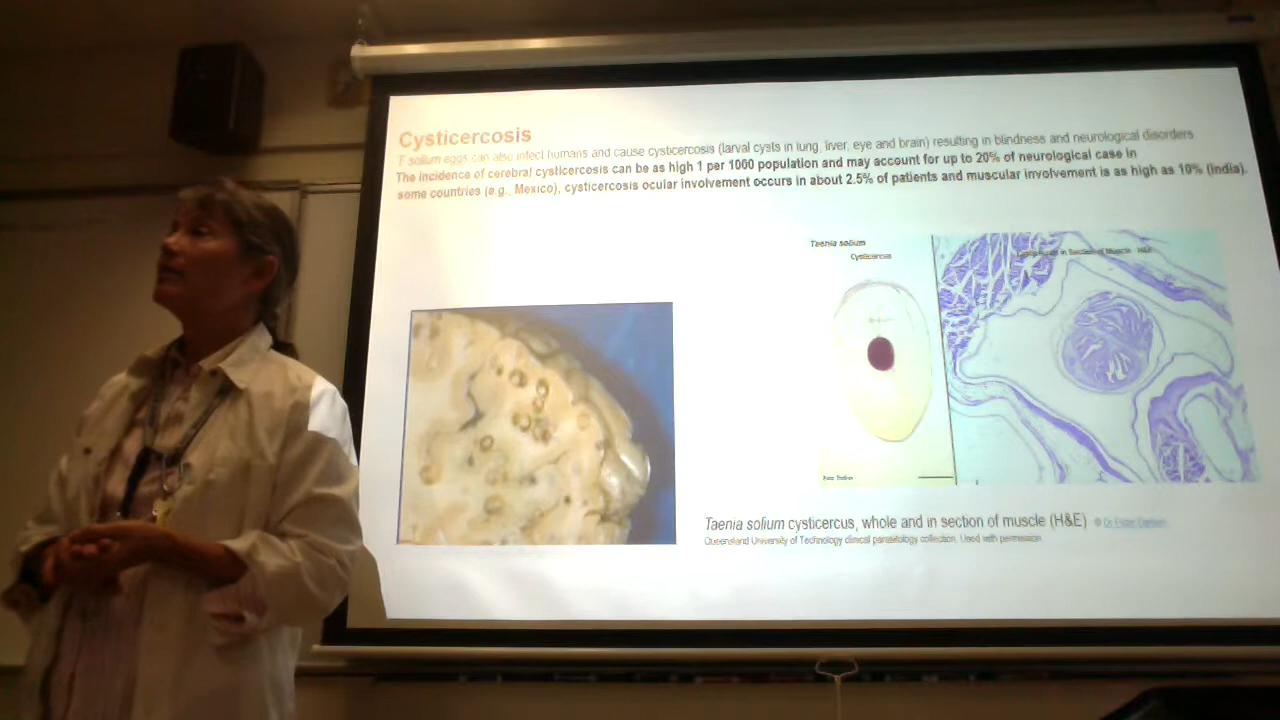 Cysticercosis
T solium eggs can also infect humans and cause cysticercosis (larval cysts in lung, liver, eye and brain) resulting in blindness and neurological disorders
The incidence of cerebral cysticercosis can be as high 1 per 1000 population and may account for up to 20% of neurological case in
some countries (e.g., Mexico), cysticercosis ocular involvement occurs in about 2.5% of patients and muscular involvement is as high as 10% (India).
Taenia solium
Cysticercus
in Section of Muscle H&E
Taenia solium cysticercus, whole and in section of muscle (H&E) ©
Queensland University of Technology clinical parasitology collection. Used with permission